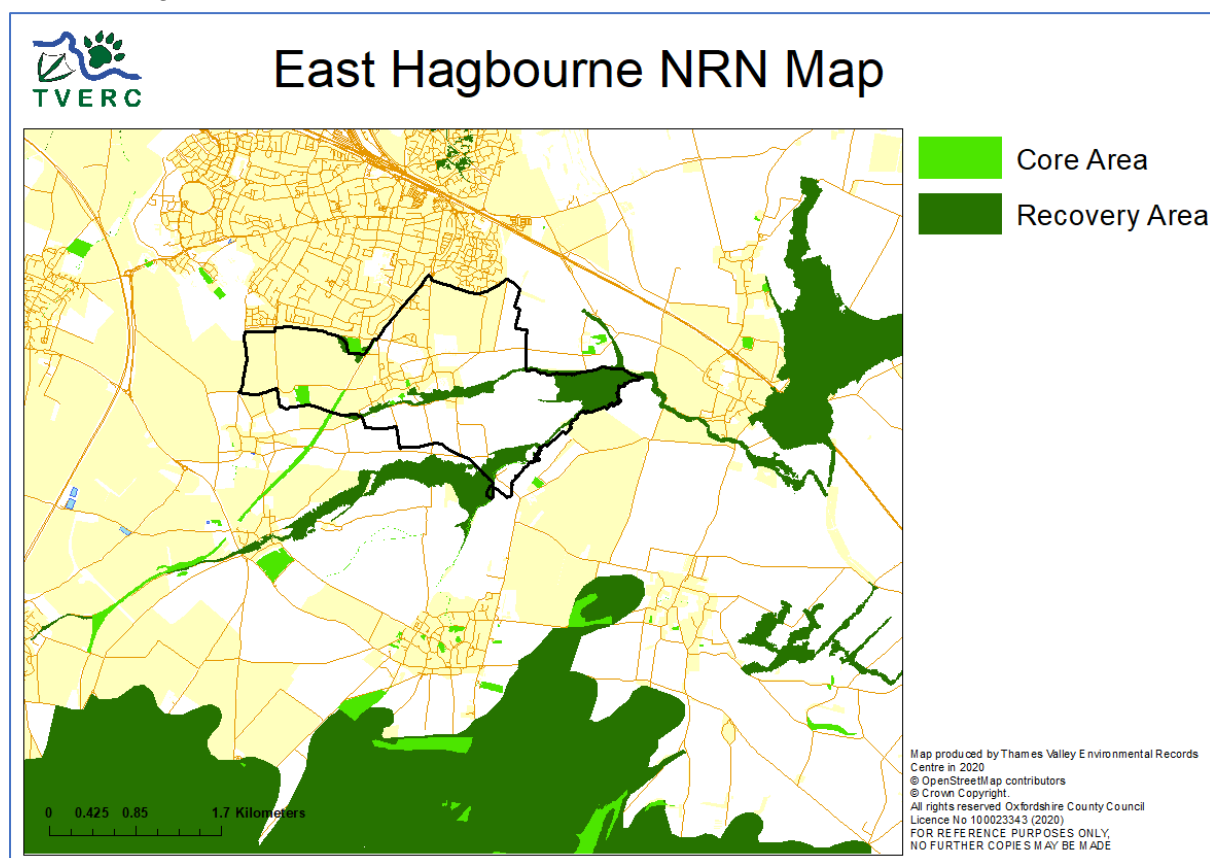 TVERC
East Hagbourne NRN Map
Core Area
Recovery Area
0 0.425 0.85 1.7 Kilometers
Map produced by Thames Valley Environmental Records
Centre in 2020
© OpenStreetMap contributors
© Crown Copyright.
All rights reserved Oxfordshire County Council
Licence No 100023343 (2020)
FOR REFERENCE PURPOSES ONLY,
NO FURTHER COPIES MAY BE MADE